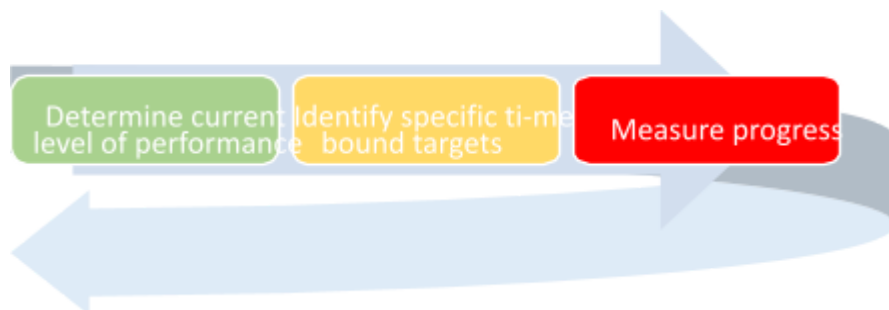 Determine current
level of performance
Identify specific ti-me
bound targets
Measure progress